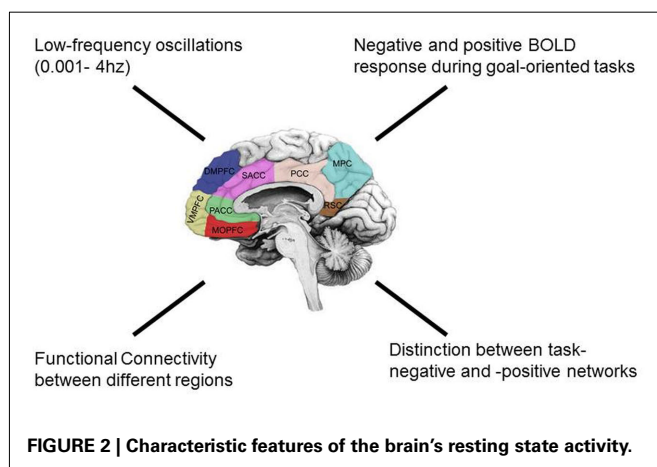 Low-frequency oscillations
(0.001- 4hz)
Negative and positive BOLD
response during goal-oriented tasks
DMPFC
SACC
PCC
MPC
VMPFC
PACC
RSC
MOPFC
Functional Connectivity
between different regions
Distinction between task-
negative and -positive networks
FIGURE 2 | Characteristic features of the brain's resting state activity.